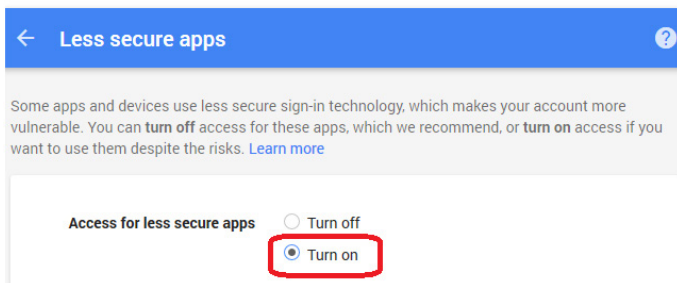 Less secure apps
Some apps and devices use less secure sign-in technology, which makes your account more
vulnerable. You can turn off access for these apps, which we recommend, or turn on access if you
want to use them despite the risks. Learn more
Access for less secure apps Turn off
Turn on